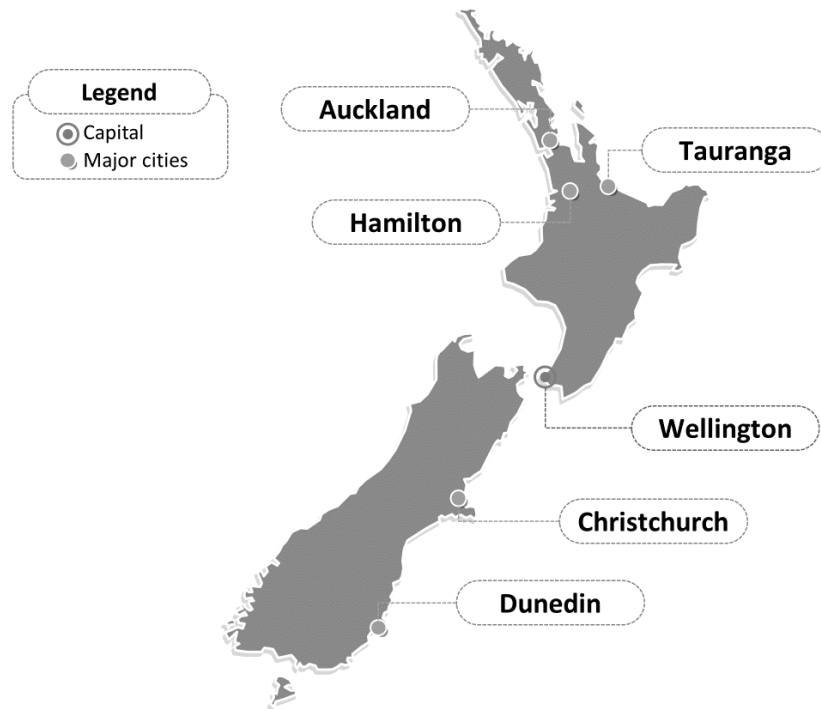 Legend
Capital
Major cities
Auckland
Tauranga
Hamilton
Wellington
Christchurch
Dunedin